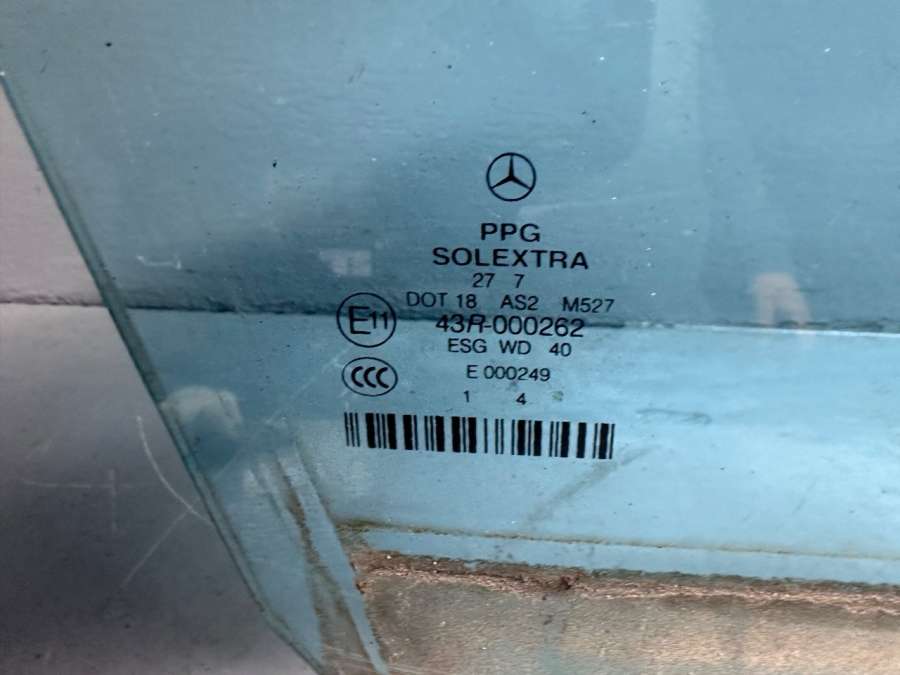 PPG
SOLEXTRA
27 7
DOT 18 AS2 M527
E11 43R-000262
ESG WD 40
CCC E 000249
1 4